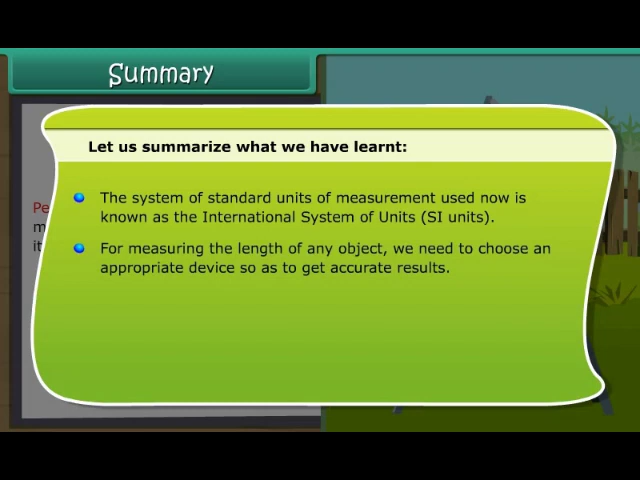 Summary
Let us summarize what we have learnt:
The system of standard units of measurement used now is
known as the International System of Units (SI units).
For measuring the length of any object, we need to choose an
appropriate device so as to get accurate results.